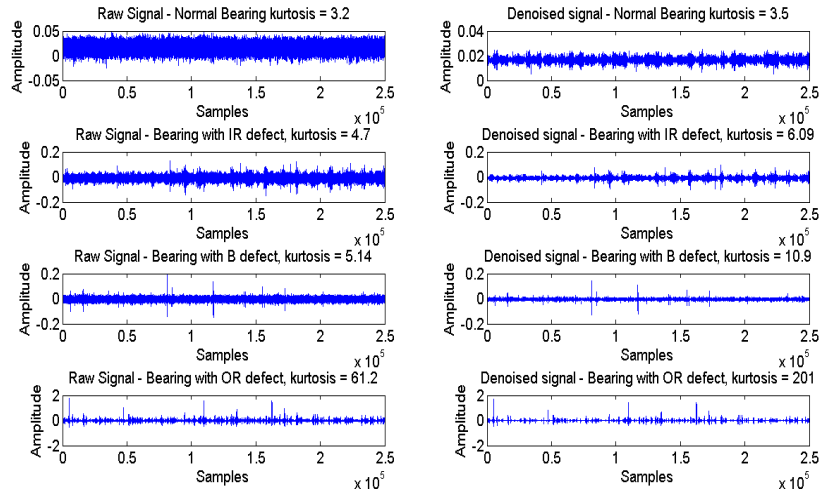 Raw Signal - Normal Bearing kurtosis = 3.2
Amplitude
0.05
0
-0.05
0 0.5 1 1.5 2 2.5
Samples
x 10^5
Denoised signal - Normal Bearing kurtosis = 3.5
Amplitude
0.04
0.02
0
0 0.5 1 1.5 2 2.5
Samples
x 10^5
Raw Signal - Bearing with IR defect, kurtosis = 4.7
Amplitude
0.2
0
-0.2
0 0.5 1 1.5 2 2.5
Samples
x 10^5
Denoised signal - Bearing with IR defect, kurtosis = 6.09
Amplitude
0.2
0
-0.2
0 0.5 1 1.5 2 2.5
Samples
x 10^5
Raw Signal - Bearing with B defect, kurtosis = 5.14
Amplitude
0.2
0
-0.2
0 0.5 1 1.5 2 2.5
Samples
x 10^5
Denoised signal - Bearing with B defect, kurtosis = 10.9
Amplitude
0.2
0
-0.2
0 0.5 1 1.5 2 2.5
Samples
x 10^5
Raw Signal - Bearing with OR defect, kurtosis = 61.2
Amplitude
2
0
-2
0 0.5 1 1.5 2 2.5
Samples
x 10^5
Denoised signal - Bearing with OR defect, kurtosis = 201
Amplitude
2
0
-2
0 0.5 1 1.5 2 2.5
Samples
x 10^5